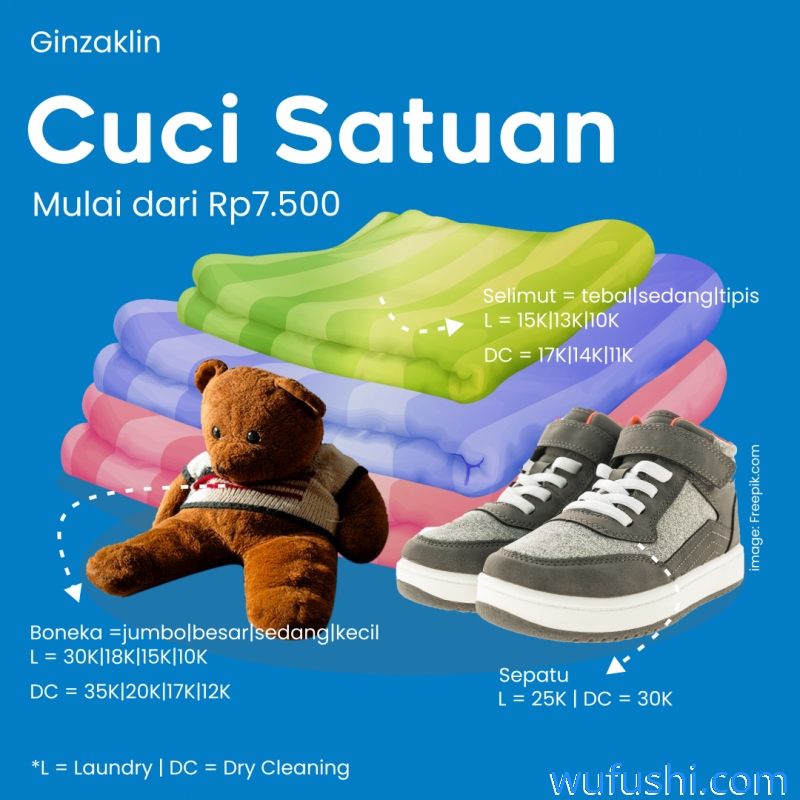 Ginzaklin
Cuci Satuan
Mulai dari Rp7.500
Selimut = tebal|sedang|tipis
L = 15K|13K|10K
DC = 17K|14K|11K
image: Freepik.com
Boneka =jumbo|besar|sedang|kecil
L = 30K|18K|15K|10K
DC = 35K|20K|17K|12K
Sepatu
L = 25K | DC = 30K
*L = Laundry | DC = Dry Cleaning
wufushi.com